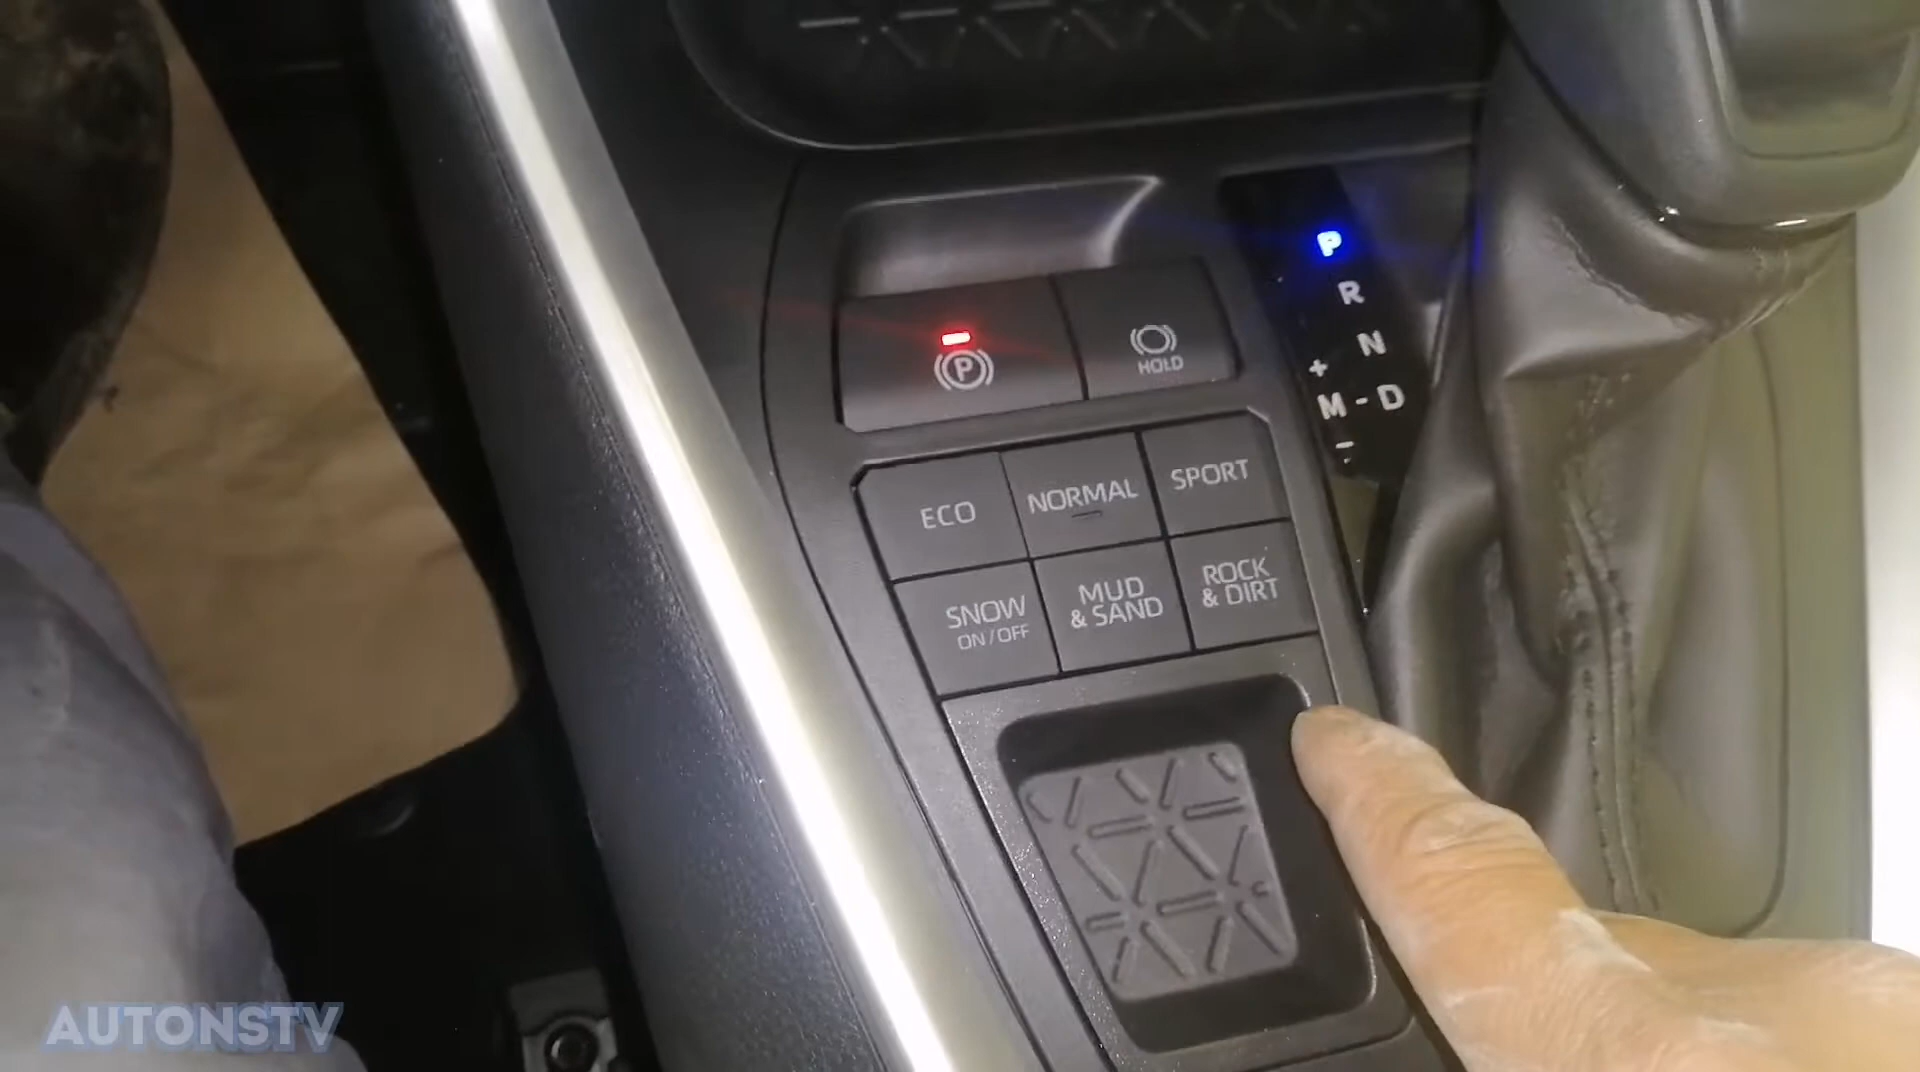 P
R
N
+
M - D
-
P
HOLD
ECO
NORMAL
SPORT
SNOW
ON/OFF
MUD
& SAND
ROCK
& DIRT
AUTONSTV